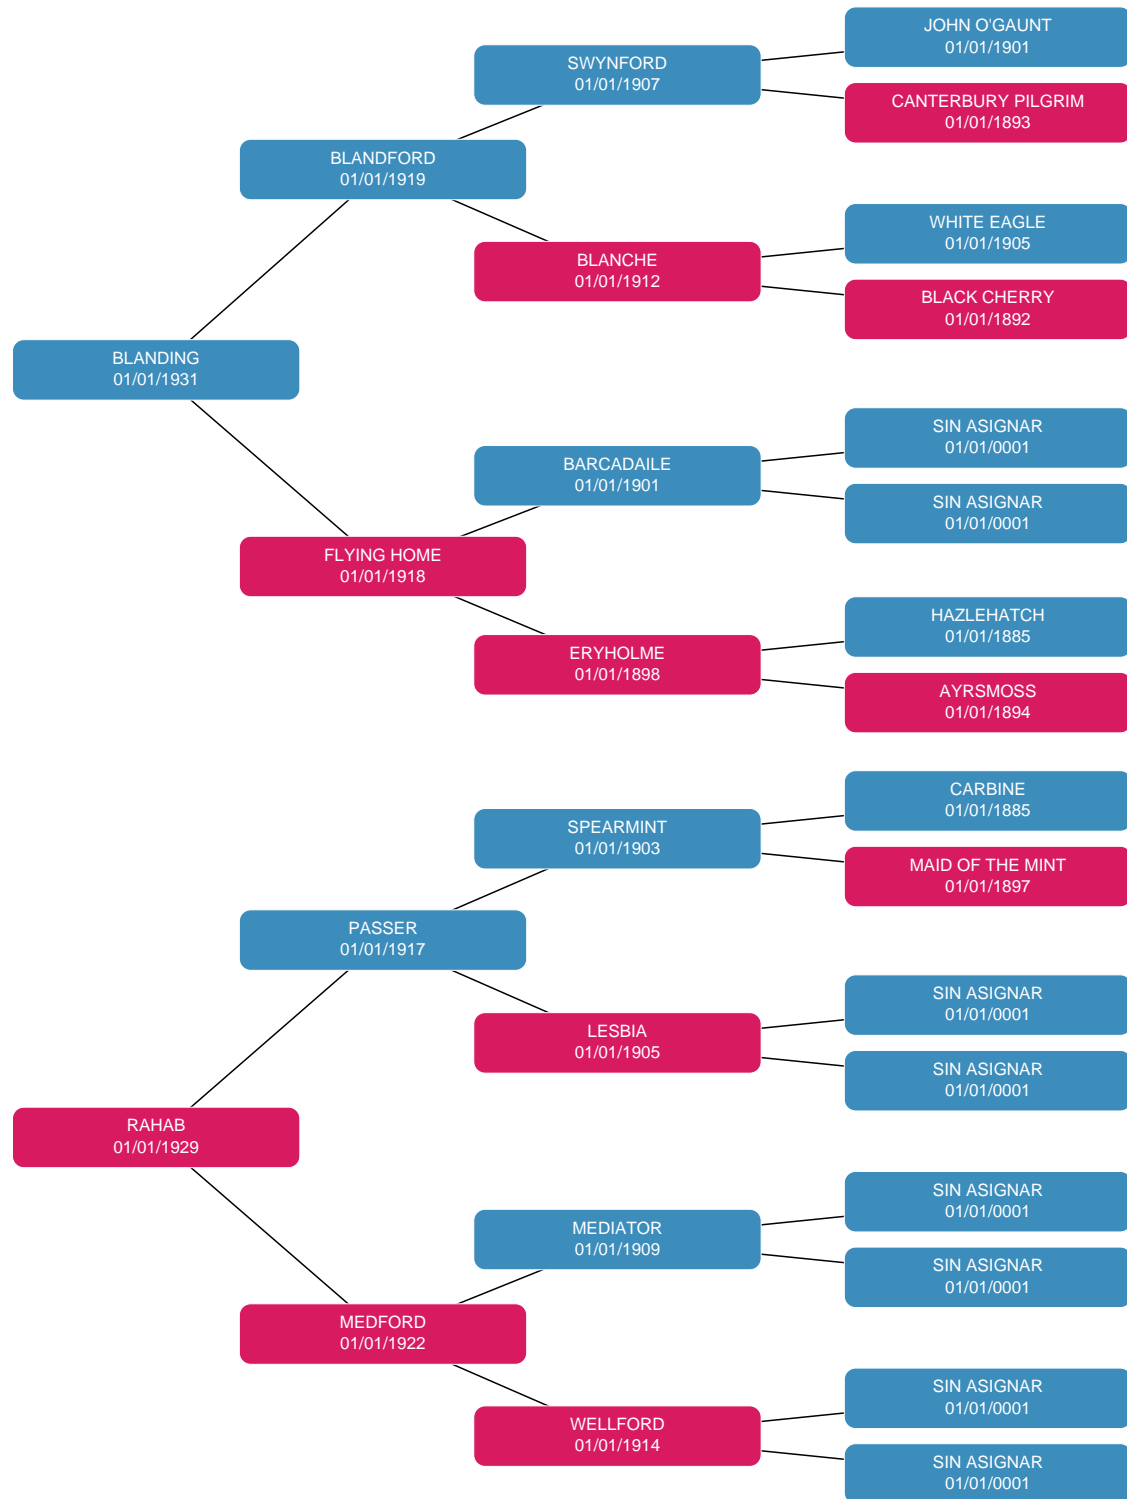 JOHN O'GAUNT
01/01/1901
SWYNFORD
01/01/1907
CANTERBURY PILGRIM
01/01/1893
BLANDFORD
01/01/1919
WHITE EAGLE
01/01/1905
BLANCHE
01/01/1912
BLACK CHERRY
01/01/1892
BLANDING
01/01/1931
SIN ASIGNAR
01/01/0001
BARCADAILE
01/01/1901
SIN ASIGNAR
01/01/0001
FLYING HOME
01/01/1918
HAZLEHATCH
01/01/1885
ERYHOLME
01/01/1898
AYRSMOSS
01/01/1894
CARBINE
01/01/1885
SPEARMINT
01/01/1903
MAID OF THE MINT
01/01/1897
PASSER
01/01/1917
SIN ASIGNAR
01/01/0001
LESBIA
01/01/1905
SIN ASIGNAR
01/01/0001
RAHAB
01/01/1929
SIN ASIGNAR
01/01/0001
MEDIATOR
01/01/1909
SIN ASIGNAR
01/01/0001
MEDFORD
01/01/1922
SIN ASIGNAR
01/01/0001
WELLFORD
01/01/1914
SIN ASIGNAR
01/01/0001